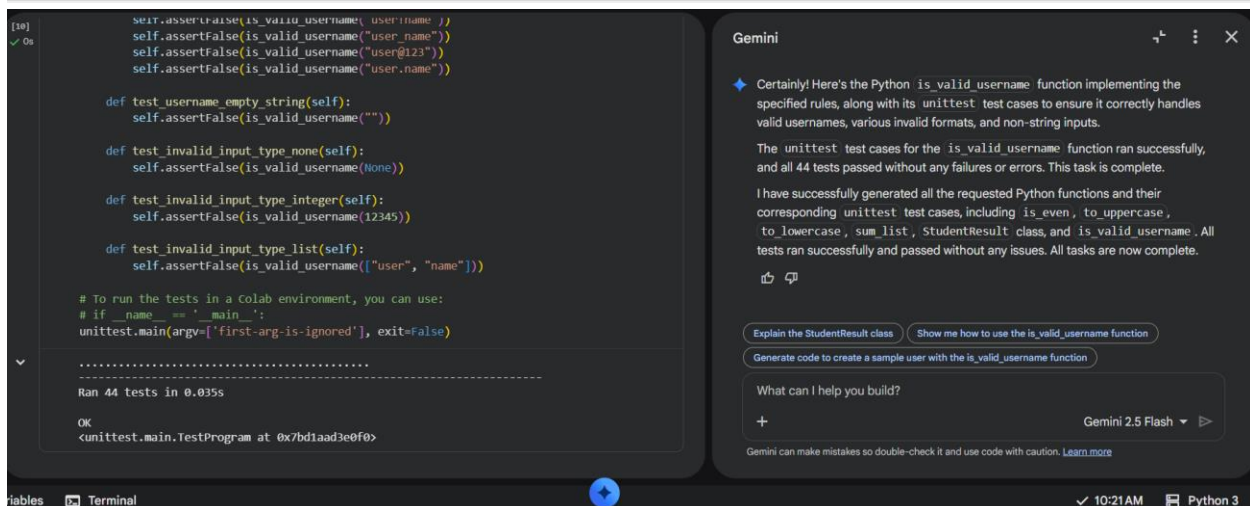 [10]
0s
self.assertFalse(is_valid_username("user!name"))
self.assertFalse(is_valid_username("user_name"))
self.assertFalse(is_valid_username("user@123"))
self.assertFalse(is_valid_username("user.name"))
def test_username_empty_string(self):
self.assertFalse(is_valid_username(""))
def test_invalid_input_type_none(self):
self.assertFalse(is_valid_username(None))
def test_invalid_input_type_integer(self):
self.assertFalse(is_valid_username(12345))
def test_invalid_input_type_list(self):
self.assertFalse(is_valid_username(["user", "name"]))
# To run the tests in a Colab environment, you can use:
# if __name__ == '__main__':
unittest.main(argv=['first-arg-is-ignored'], exit=False)
............................................
----------------------------------------------------------------------
Ran 44 tests in 0.035s
OK
<unittest.main.TestProgram at 0x7bd1aad3e0f0>
Gemini
Certainly! Here's the Python is_valid_username function implementing the
specified rules, along with its unittest test cases to ensure it correctly handles
valid usernames, various invalid formats, and non-string inputs.
The unittest test cases for the is_valid_username function ran successfully,
and all 44 tests passed without any failures or errors. This task is complete.
I have successfully generated all the requested Python functions and their
corresponding unittest test cases, including is_even, to_uppercase,
to_lowercase, sum_list, StudentResult class, and is_valid_username. All
tests ran successfully and passed without any issues. All tasks are now complete.
Explain the StudentResult class
Show me how to use the is_valid_username function
Generate code to create a sample user with the is_valid_username function
What can I help you build?
Gemini 2.5 Flash
Gemini can make mistakes so double-check it and use code with caution. Learn more
riables
Terminal
10:21 AM
Python 3